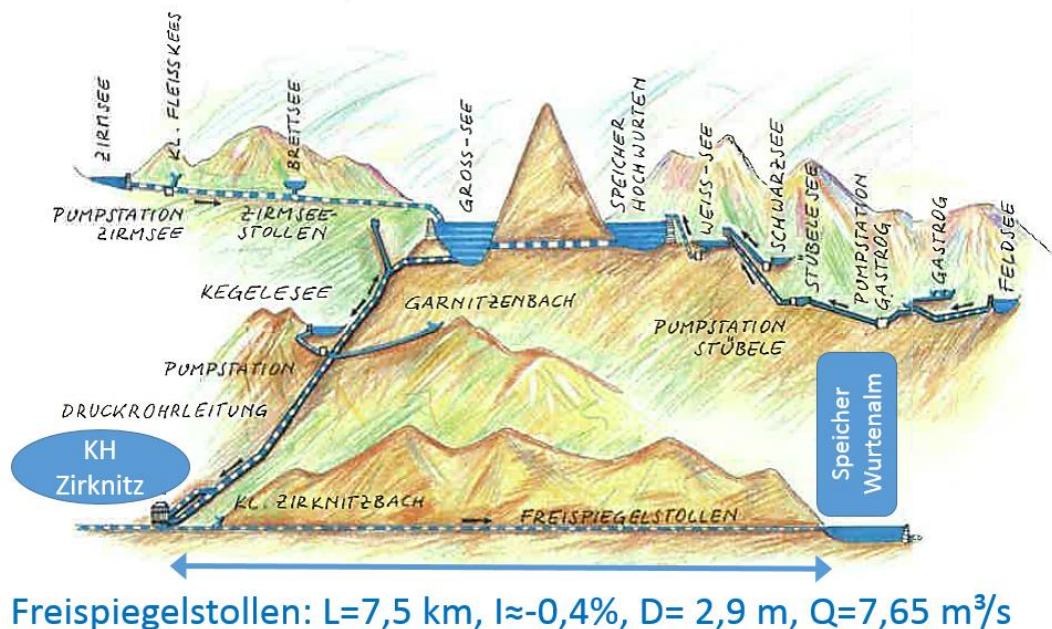 ZIRMSEE
KL. FLEISSKEES
BRETTSEE
GROSS-SEE
SPEICHER
HOCHWURTEN
WEISS-SEE
SCHWARZSEE
STÜBELESEE
PUMPSTATION
GASTROG
GASTROG
FELDSEE
PUMPSTATION
ZIRMSEE
ZIRMSEE-
STOLLEN
KEGELESEE
GARNITZENBACH
PUMPSTATION
STÜBELE
PUMPSTATION
DRUCKROHRLEITUNG
KH
Zirknitz
Speicher
Wurtenalm
KL. ZIRKNITZBACH
FREISPIEGELSTOLLEN
Freispiegelstollen: L=7,5 km, I≈-0,4%, D= 2,9 m, Q=7,65 m³/s